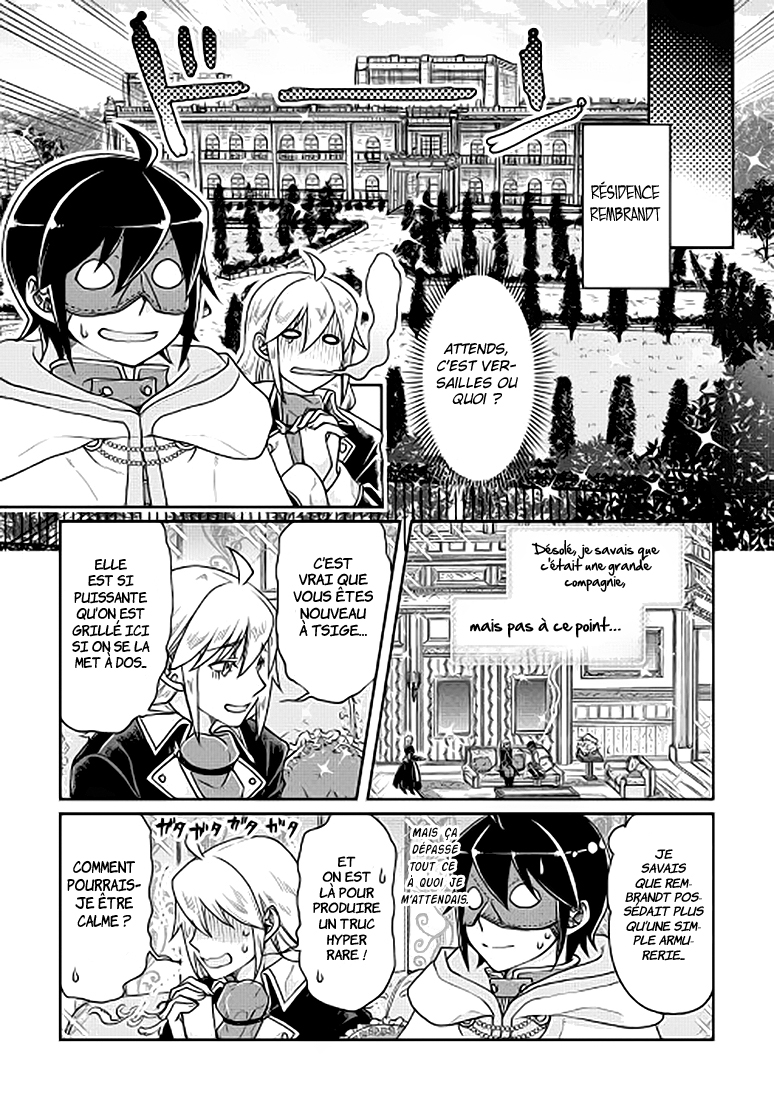 ドーーん
RÉSIDENCE
REMBRANDT
ATTENDS,
C'EST VER-
SAILLES OU
QUOI ?
Désolé, je savais que
c'était une grande
compagnie,
mais pas à ce point...
C'EST
VRAI QUE
VOUS ÊTES
NOUVEAU
À TSIGE...
ELLE
EST SI
PUISSANTE
QU'ON EST
GRILLÉ ICI
SI ON SE LA
MET À DOS...
JE
SAVAIS
QUE REM-
BRANDT POS-
SÉDAIT PLUS
QU'UNE SIM-
PLE ARMU-
RERIE...
MAIS ÇA
DÉPASSE
TOUT CE
À QUOI JE
M'ATTENDAIS.
ET
ON EST
LÀ POUR
PRODUIRE
UN TRUC
HYPER
RARE !
ガタガタガタガタ
COMMENT
POURRAIS-
JE ÊTRE
CALME ?